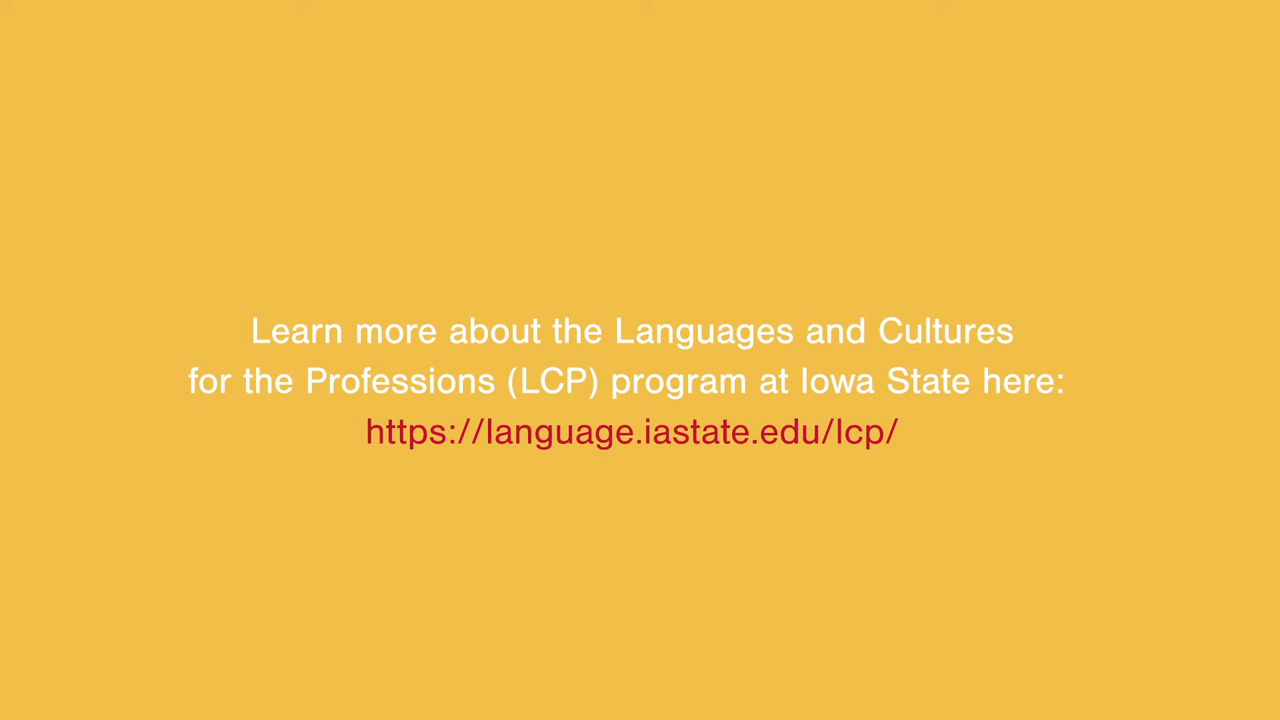 Learn more about the Languages and Cultures
for the Professions (LCP) program at Iowa State here:
https://language.iastate.edu/lcp/